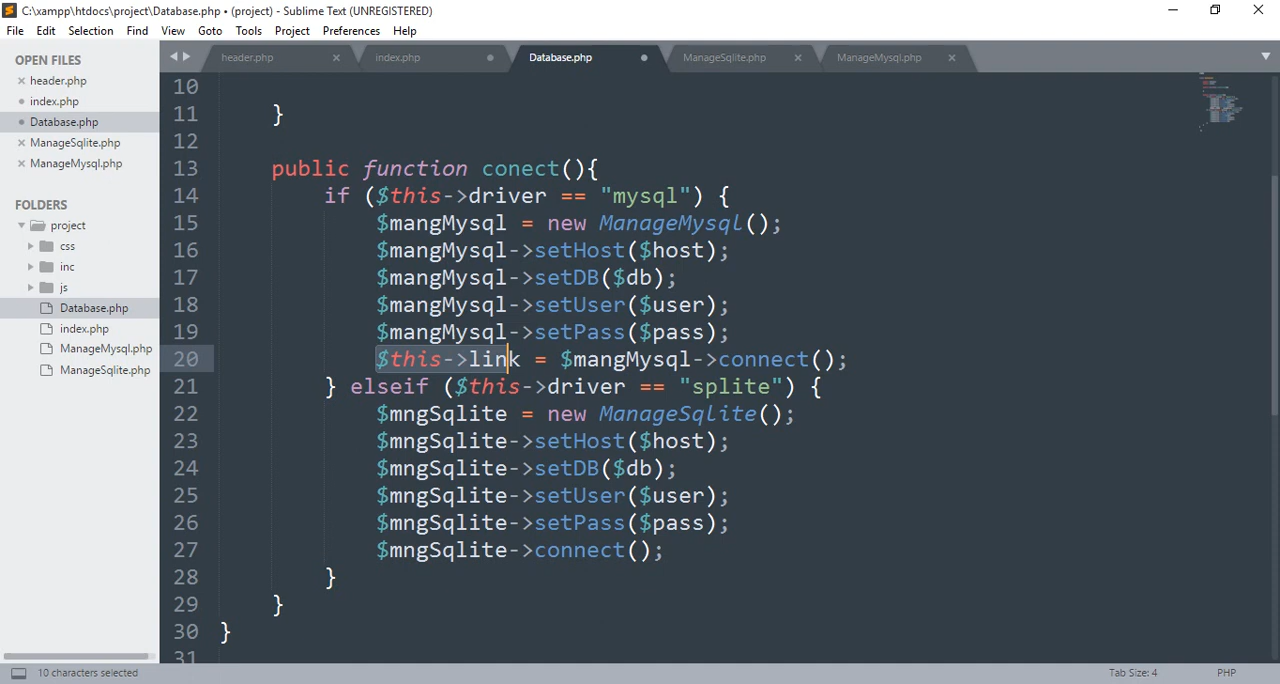 C:\xampp\htdocs\project\Database.php • (project) - Sublime Text (UNREGISTERED)
File Edit Selection Find View Goto Tools Project Preferences Help
OPEN FILES
header.php
index.php
Database.php
ManageSqlite.php
ManageMysql.php
FOLDERS
project
css
inc
js
Database.php
index.php
ManageMysql.php
ManageSqlite.php
header.php index.php Database.php ManageSqlite.php ManageMysql.php
10
11 }
12
13 public function conect(){
14 if ($this->driver == "mysql") {
15 $mangMysql = new ManageMysql();
16 $mangMysql->setHost($host);
17 $mangMysql->setDB($db);
18 $mangMysql->setUser($user);
19 $mangMysql->setPass($pass);
20 $this->link = $mangMysql->connect();
21 } elseif ($this->driver == "splite") {
22 $mngSqlite = new ManageSqlite();
23 $mngSqlite->setHost($host);
24 $mngSqlite->setDB($db);
25 $mngSqlite->setUser($user);
26 $mngSqlite->setPass($pass);
27 $mngSqlite->connect();
28 }
29 }
30 }
31
10 characters selected Tab Size: 4 PHP